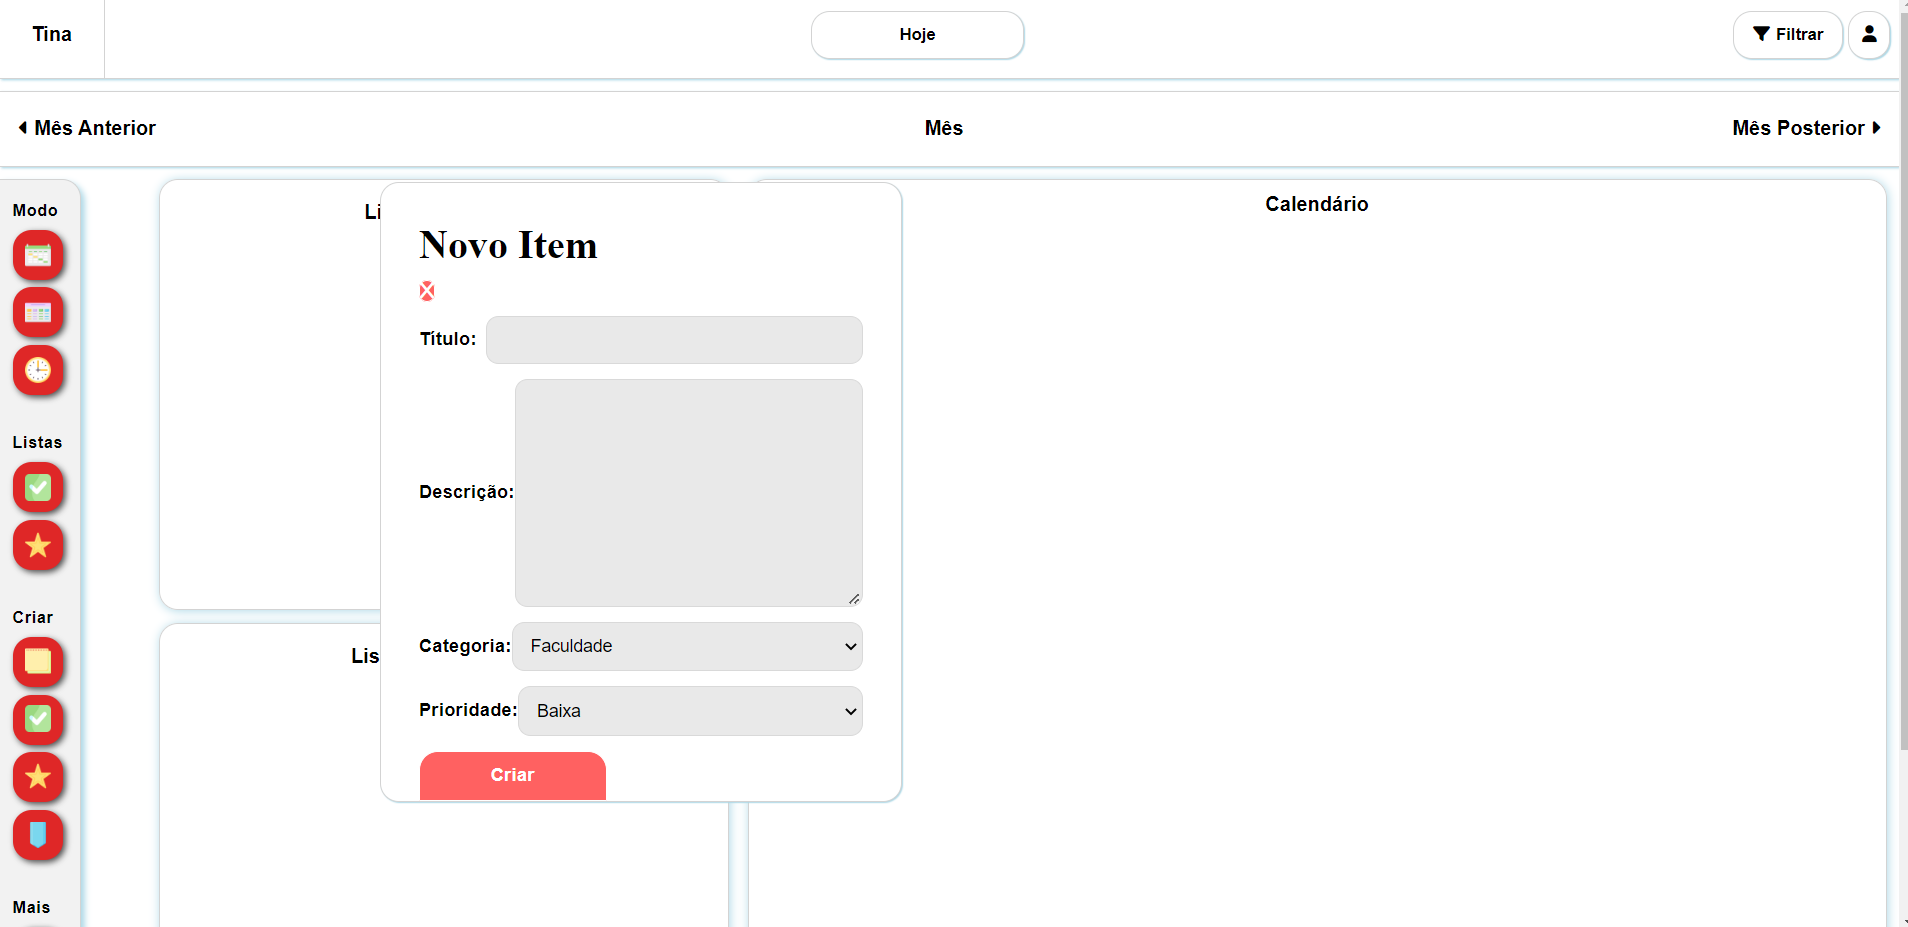 Tina
Hoje
Filtrar
Mês Anterior
Mês
Mês Posterior
Modo
Listas
Criar
Mais
Li
Lis
Calendário
Novo Item
Título:
Descrição:
Categoria: Faculdade
Prioridade: Baixa
Criar